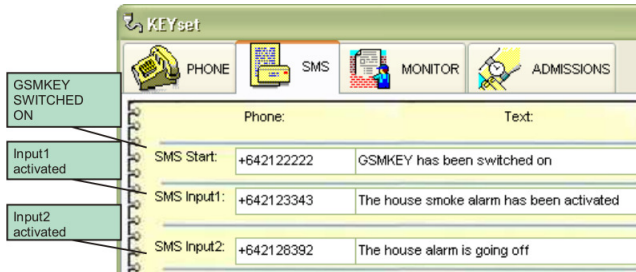 KEYset
PHONE
SMS
MONITOR
ADMISSIONS
GSMKEY
SWITCHED
ON
Phone: Text:
SMS Start: +642122222 GSMKEY has been switched on
Input1
activated
SMS Input1: +642123343 The house smoke alarm has been activated
Input2
activated
SMS Input2: +642128392 The house alarm is going off